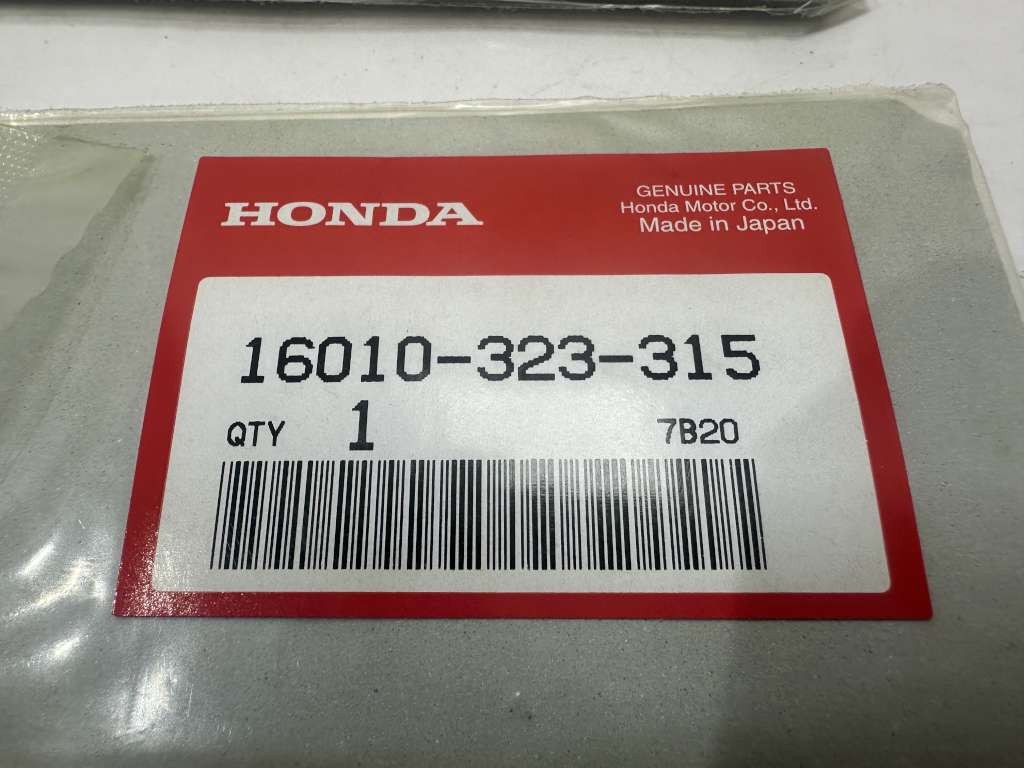 HONDA
GENUINE PARTS
Honda Motor Co., Ltd.
Made in Japan
16010-323-315
QTY 1 7B20